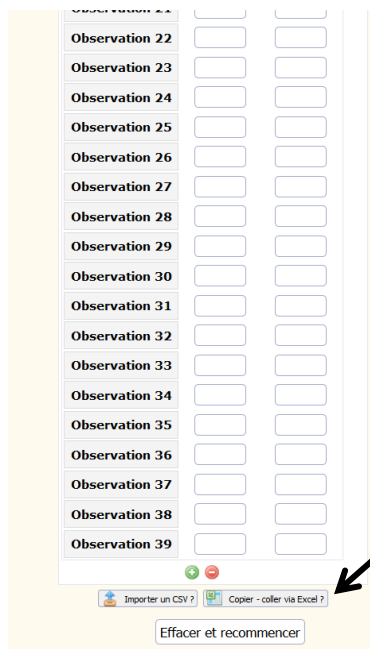 Observation 21
Observation 22
Observation 23
Observation 24
Observation 25
Observation 26
Observation 27
Observation 28
Observation 29
Observation 30
Observation 31
Observation 32
Observation 33
Observation 34
Observation 35
Observation 36
Observation 37
Observation 38
Observation 39
Importer un CSV ? Copier - coller via Excel ?
Effacer et recommencer